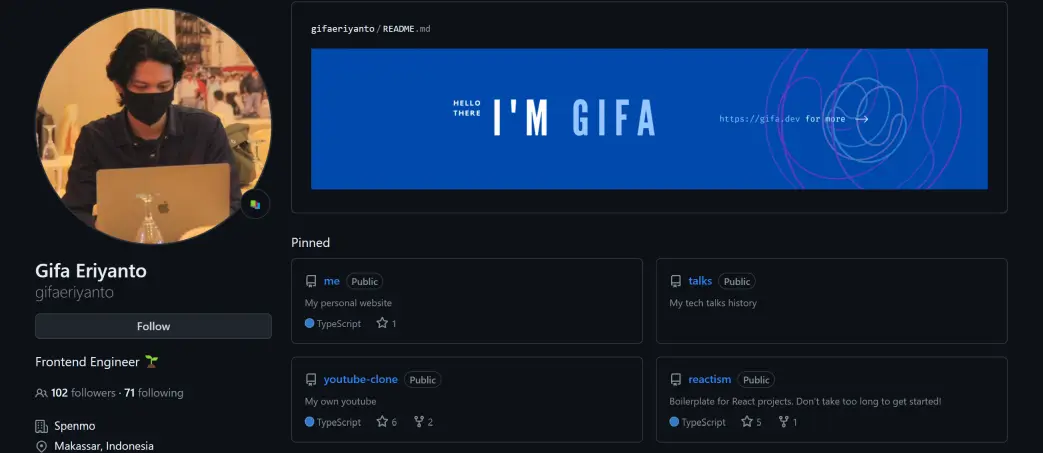 gifaeriyanto/README.md
HELLO
THERE
I'M GIFA
https://gifa.dev for more
Gifa Eriyanto
gifaeriyanto
Follow
Frontend Engineer
102 followers · 71 following
Spenmo
Makassar, Indonesia
Pinned
me Public
My personal website
TypeScript 1
talks Public
My tech talks history
youtube-clone Public
My own youtube
TypeScript 6 2
reactism Public
Boilerplate for React projects. Don't take too long to get started!
TypeScript 5 1